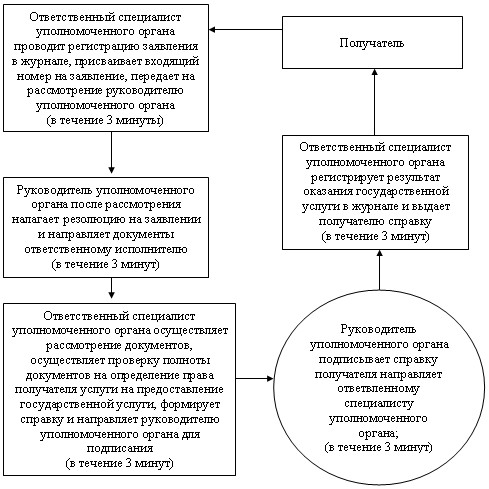 Ответственный специалист
уполномоченного органа
проводит регистрацию заявления
в журнале, присваивает входящий
номер на заявление, передает на
рассмотрение руководителю
уполномоченного органа
(в течение 3 минуты)
Получатель
Руководитель уполномоченного
органа после рассмотрения
налагает резолюцию на заявлении
и направляет документы
ответственному исполнителю
(в течение 3 минут)
Ответственный специалист
уполномоченного органа
регистрирует результат
оказания государственной
услуги в журнале и выдает
получателю справку
(в течение 3 минут)
Ответственный специалист
уполномоченного органа осуществляет
рассмотрение документов,
осуществляет проверку полноты
документов на определение права
получателя услуги на предоставление
государственной услуги, формирует
справку и направляет руководителю
уполномоченного органа для
подписания
(в течение 3 минут)
Руководитель
уполномоченного органа
подписывает справку
получателя направляет
ответвленному
специалисту
уполномоченного
органа;
(в течение 3 минут)